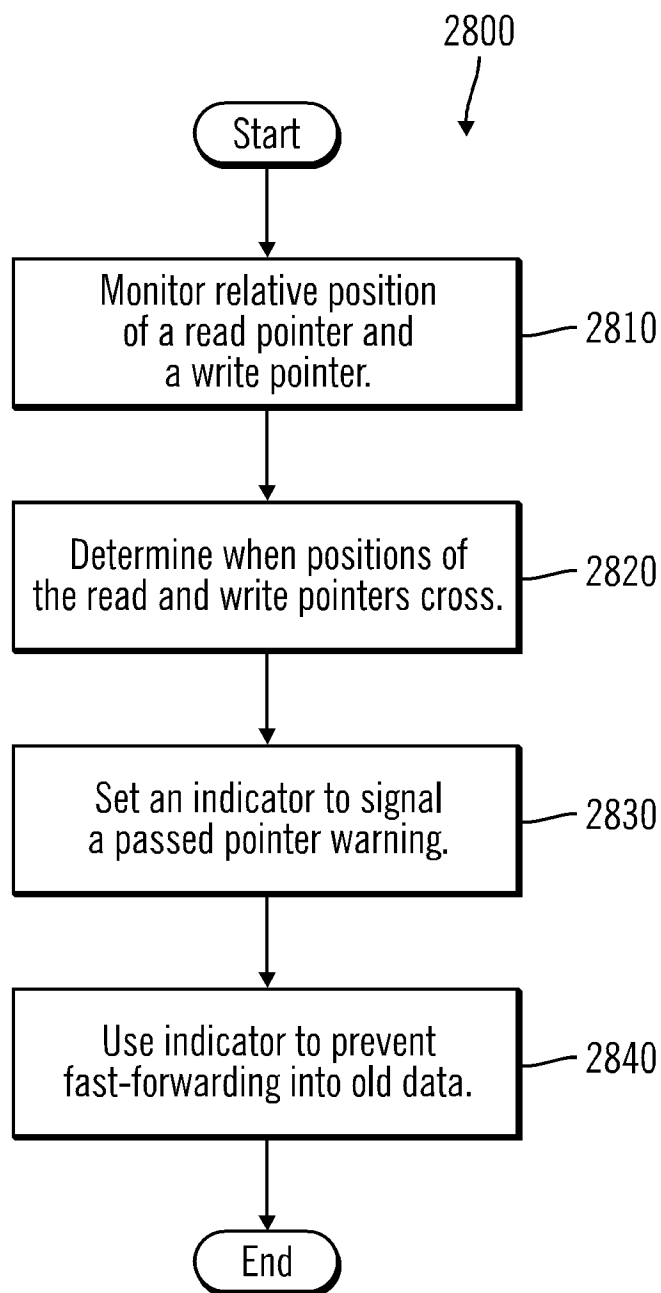 2800
Start
Monitor relative position
of a read pointer and
a write pointer.
2810
Determine when positions of
the read and write pointers cross.
2820
Set an indicator to signal
a passed pointer warning.
2830
Use indicator to prevent
fast-forwarding into old data.
2840
End